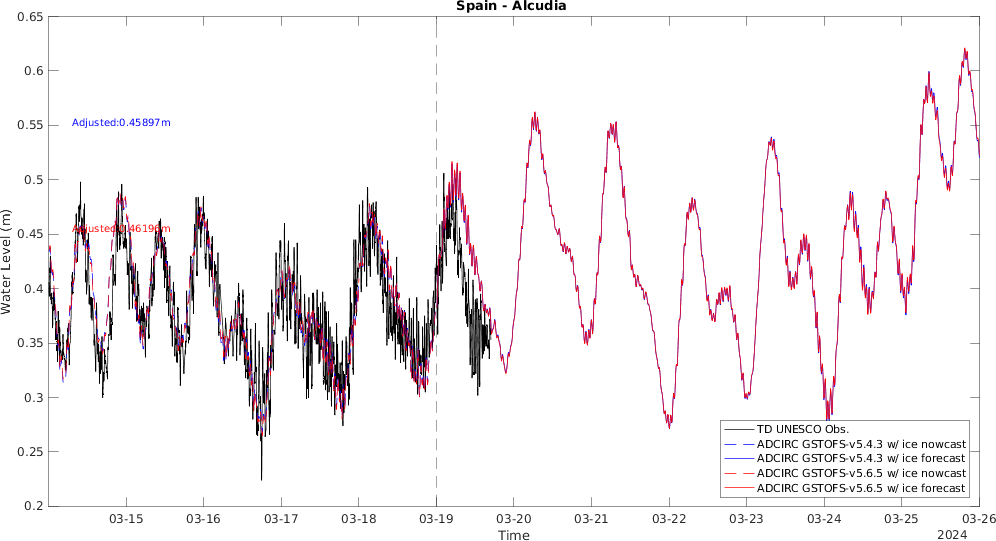 Spain - Alcudia
0.65
0.6
0.55
0.5
0.45
0.4
0.35
0.3
0.25
0.2
Water Level (m)
Adjusted:0.45897m
Adjusted:0.46196m
TD UNESCO Obs.
ADCIRC GSTOFS-v5.4.3 w/ ice nowcast
ADCIRC GSTOFS-v5.4.3 w/ ice forecast
ADCIRC GSTOFS-v5.6.5 w/ ice nowcast
ADCIRC GSTOFS-v5.6.5 w/ ice forecast
03-15 03-16 03-17 03-18 03-19 03-20 03-21 03-22 03-23 03-24 03-25 03-26
Time
2024